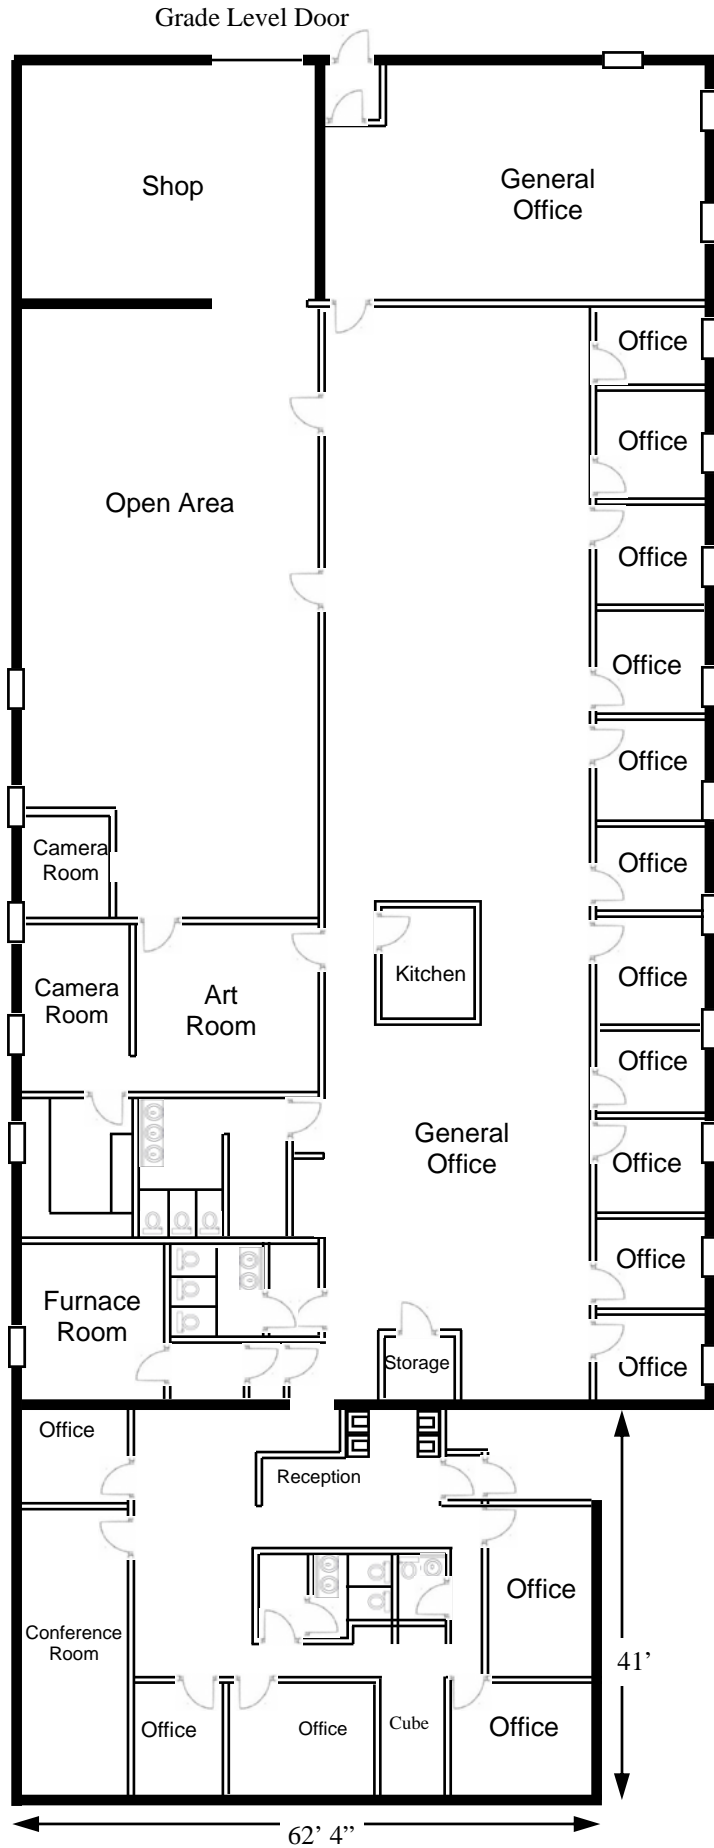 Grade Level Door
Shop
General
Office
Office
Office
Open Area
Office
Office
Office
Camera
Room
Office
Camera
Room
Art
Room
Kitchen
Office
Office
General
Office
Office
Office
Furnace
Room
Storage
Office
Office
Reception
Office
Conference
Room
41’
Office
Office
Cube
Office
62’ 4”